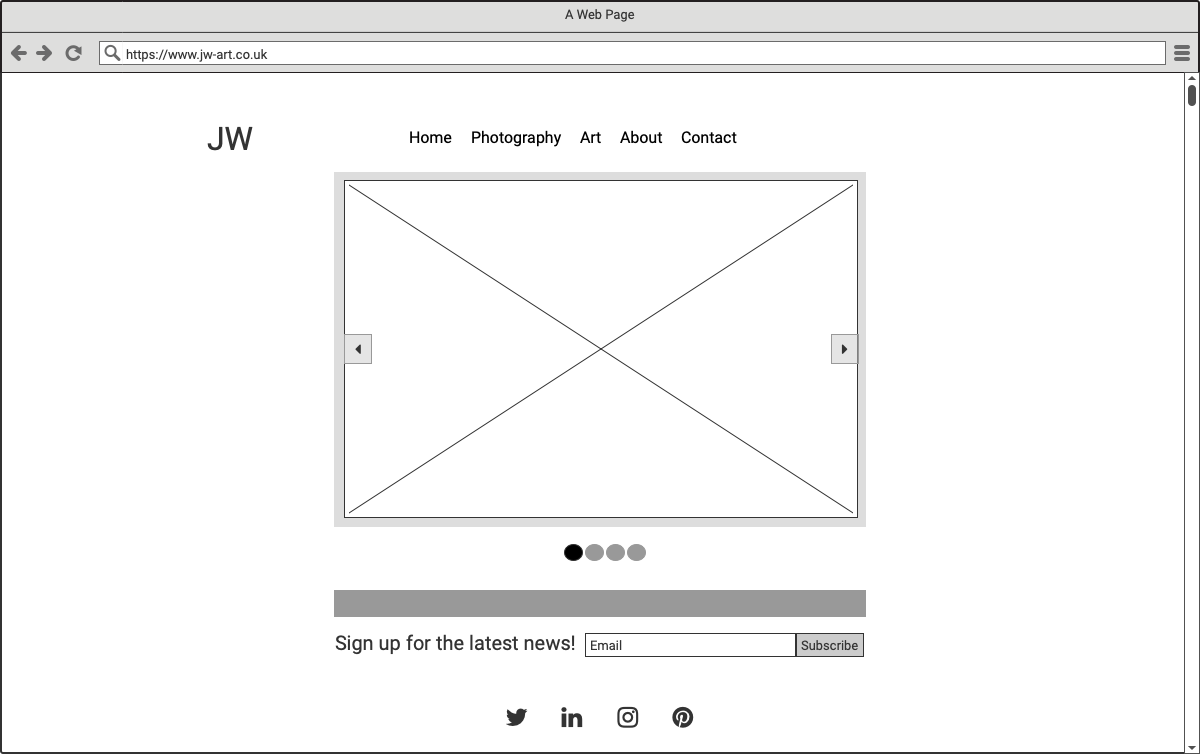 A Web Page
https://www.jw-art.co.uk
JW
Home Photography Art About Contact
Sign up for the latest news! Email Subscribe